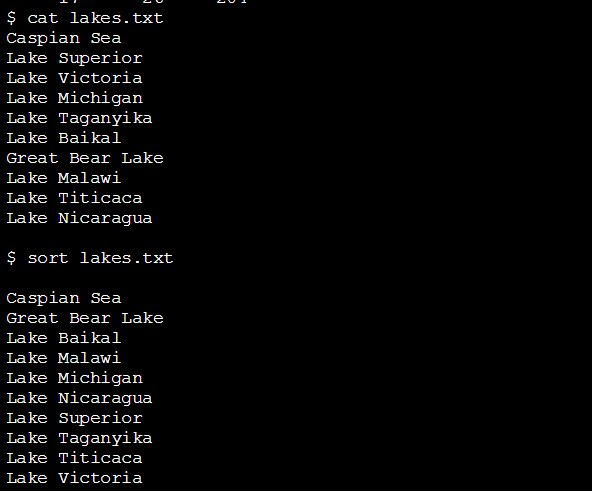 $ cat lakes.txt
Caspian Sea
Lake Superior
Lake Victoria
Lake Michigan
Lake Taganyika
Lake Baikal
Great Bear Lake
Lake Malawi
Lake Titicaca
Lake Nicaragua
$ sort lakes.txt
Caspian Sea
Great Bear Lake
Lake Baikal
Lake Malawi
Lake Michigan
Lake Nicaragua
Lake Superior
Lake Taganyika
Lake Titicaca
Lake Victoria